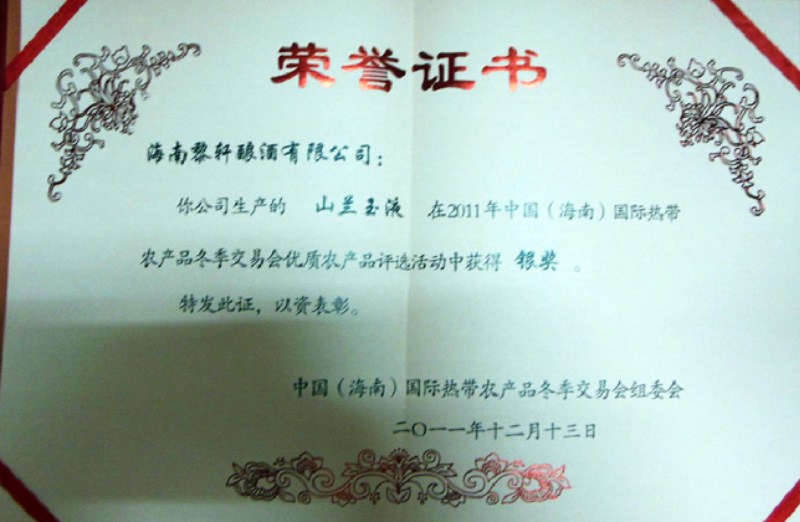 荣誉证书
海南黎轩酿酒有限公司：
你公司生产的 山兰玉液 在2011年中国（海南）国际热带
农产品冬季交易会优质农产品评选活动中获得 银奖 。
特发此证，以资表彰。
中国（海南）国际热带农产品冬季交易会组委会
二〇一一年十二月十三日